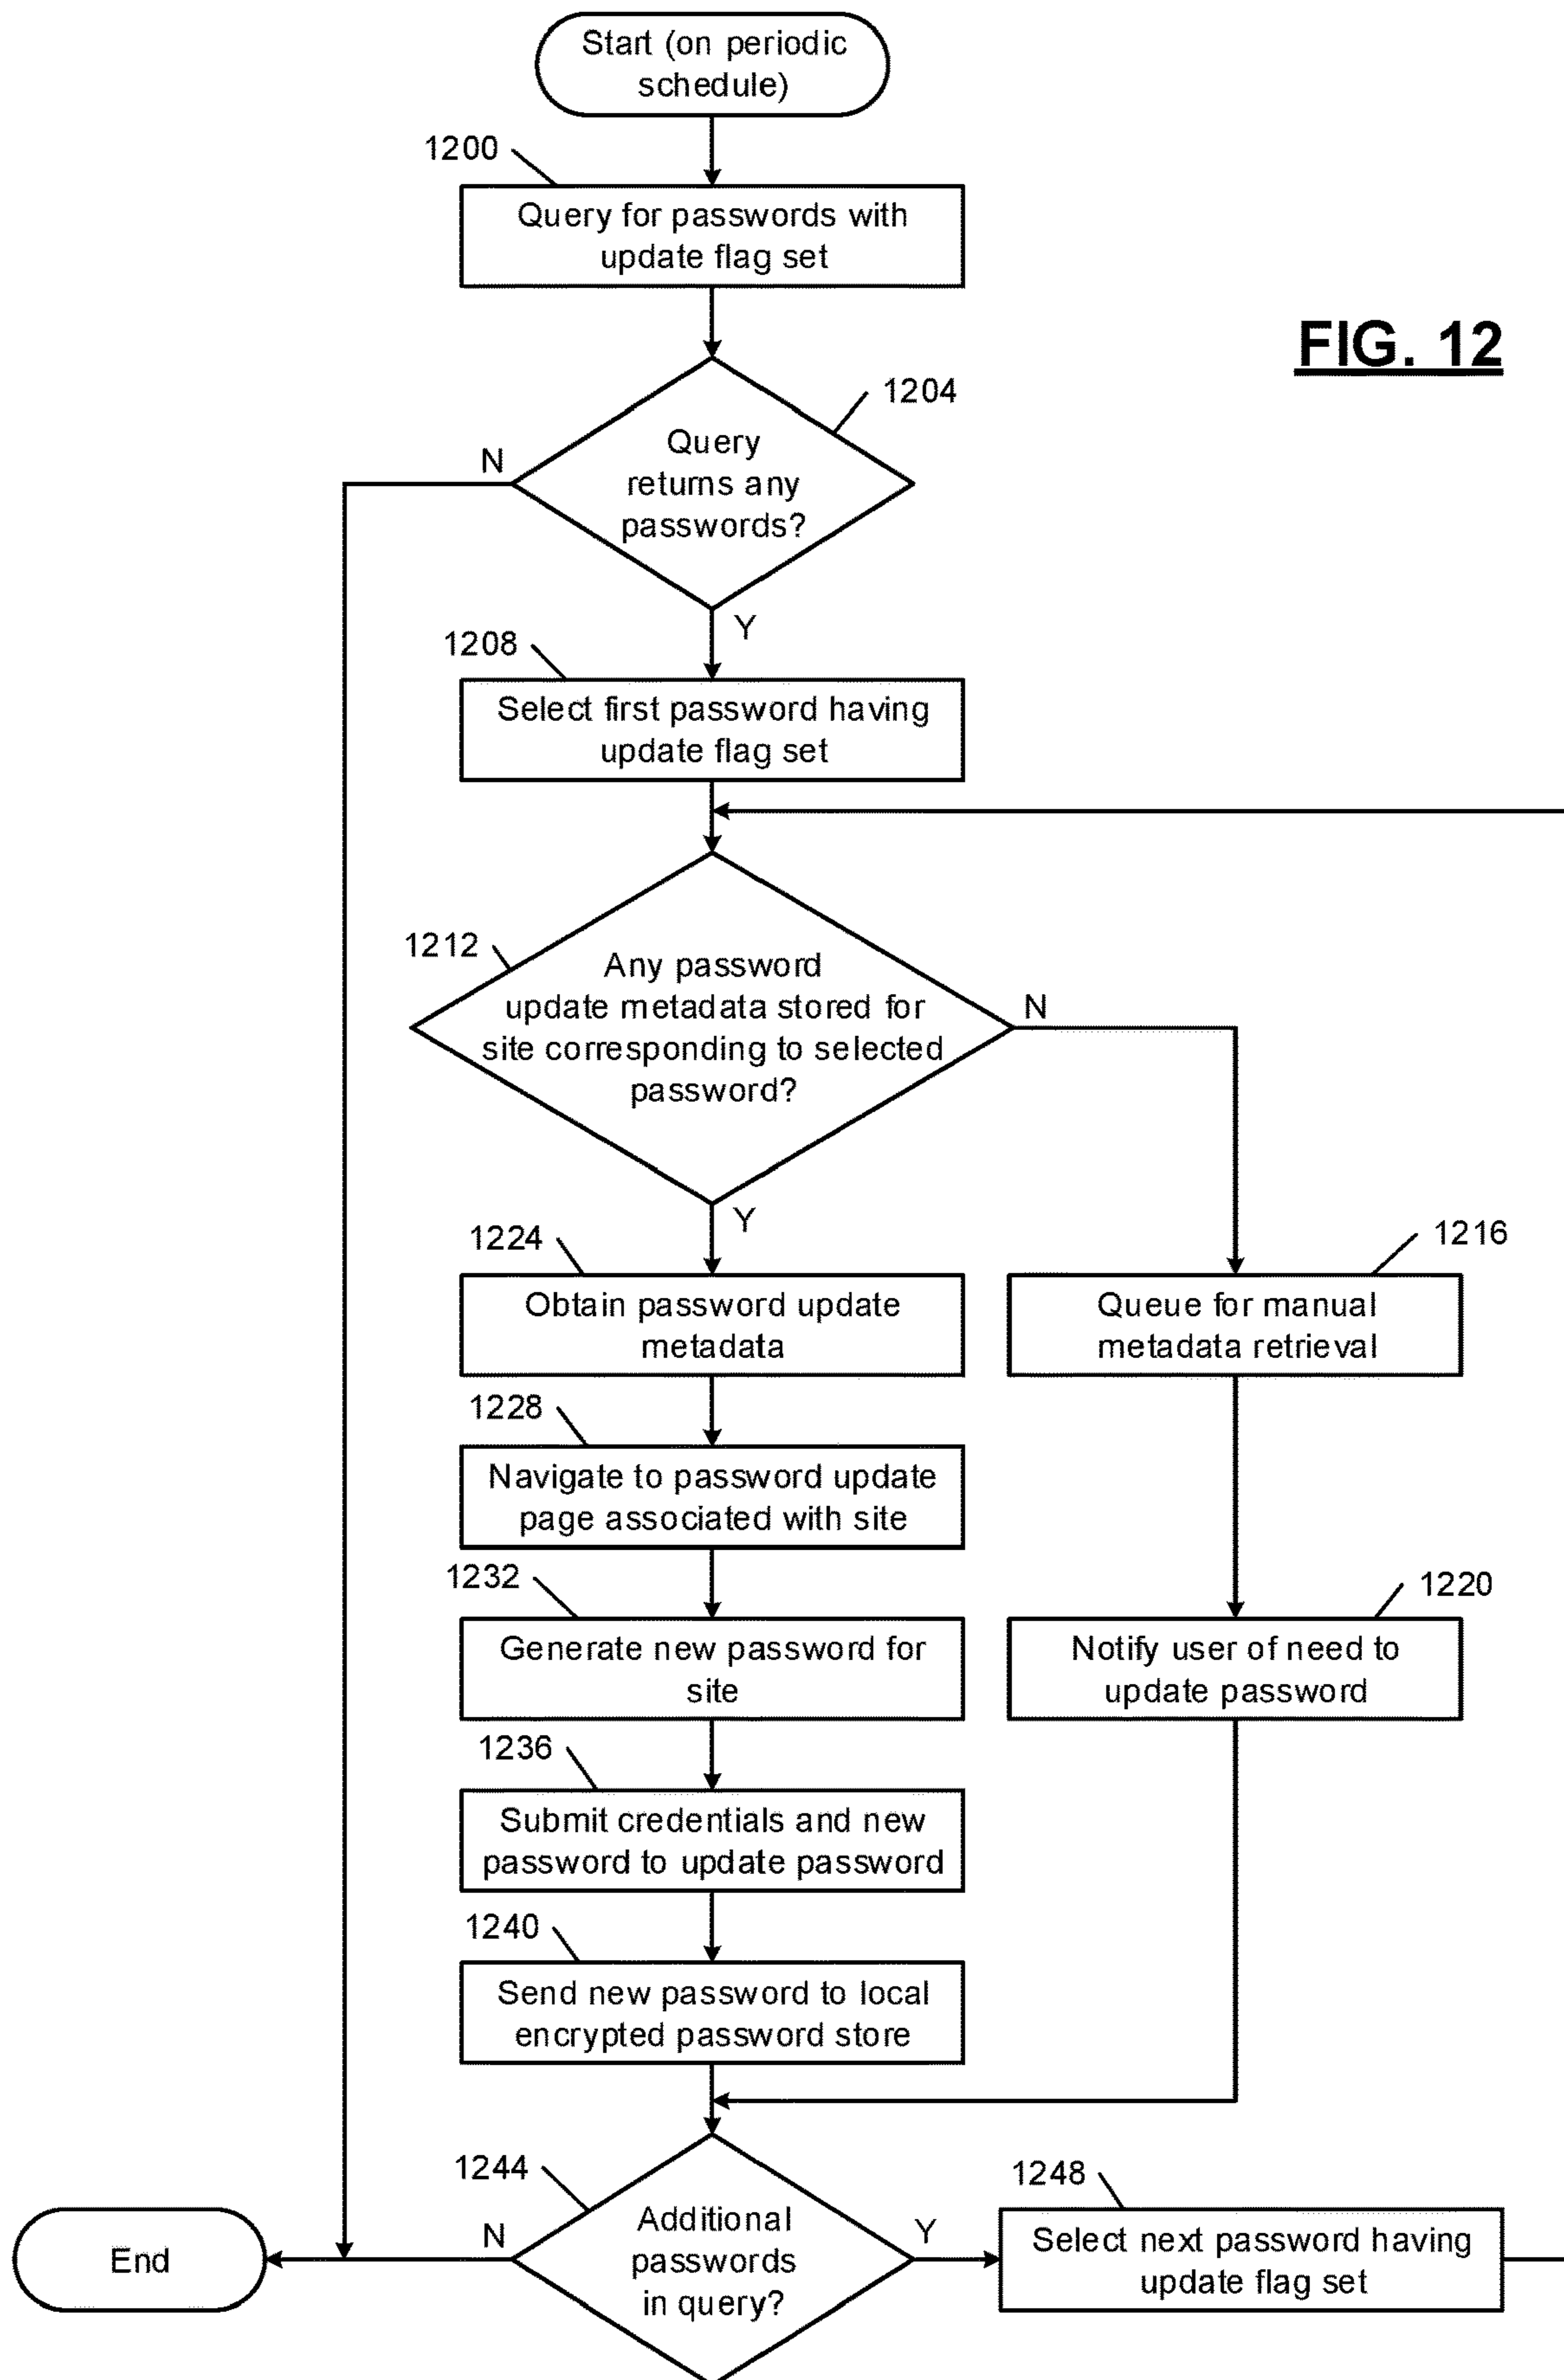 Start (on periodic
schedule)
1200
Query for passwords with
update flag set
FIG. 12
1204
Query
returns any
passwords?
N
Y
1208
Select first password having
update flag set
1212
Any password
update metadata stored for
site corresponding to selected
password?
N
Y
1224
Obtain password update
metadata
1216
Queue for manual
metadata retrieval
1228
Navigate to password update
page associated with site
1232
Generate new password for
site
1220
Notify user of need to
update password
1236
Submit credentials and new
password to update password
1240
Send new password to local
encrypted password store
1244
Additional
passwords
in query?
N
Y
End
1248
Select next password having
update flag set